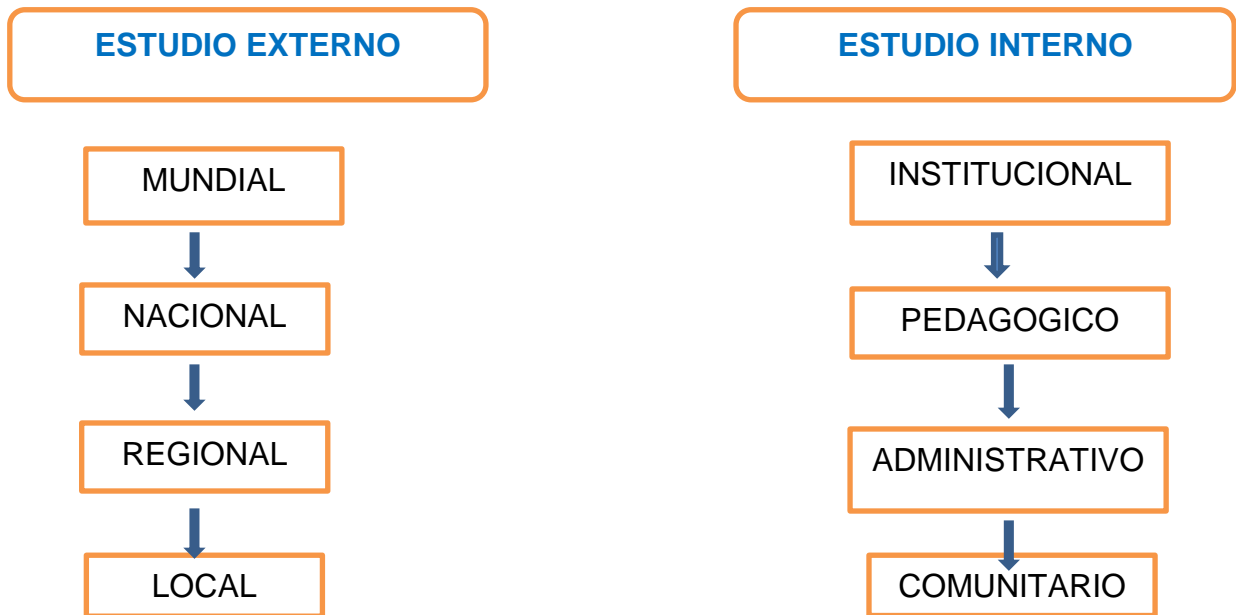 ESTUDIO EXTERNO
MUNDIAL
NACIONAL
REGIONAL
LOCAL
ESTUDIO INTERNO
INSTITUCIONAL
PEDAGOGICO
ADMINISTRATIVO
COMUNITARIO